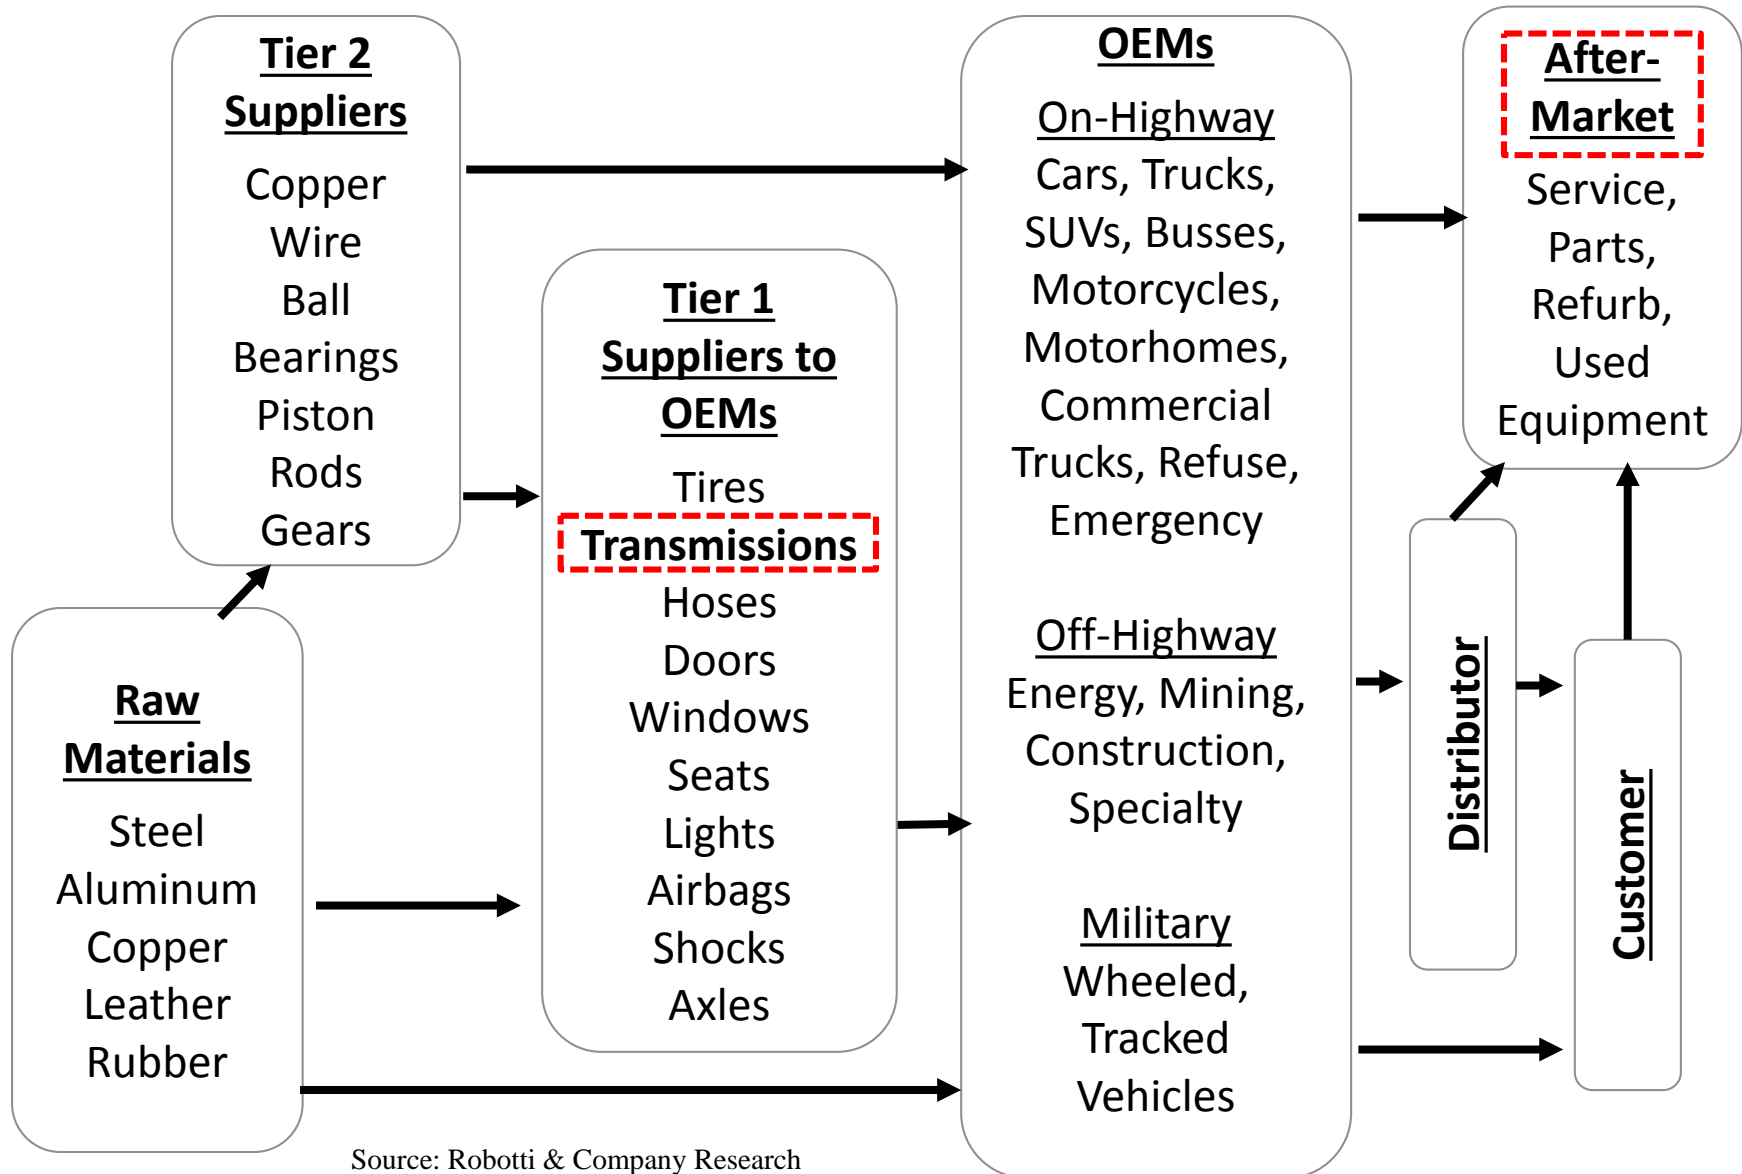 Tier 2
Suppliers
Copper
Wire
Ball
Bearings
Piston
Rods
Gears
Raw
Materials
Steel
Aluminum
Copper
Leather
Rubber
Tier 1
Suppliers to
OEMs
Tires
Transmissions
Hoses
Doors
Windows
Seats
Lights
Airbags
Shocks
Axles
OEMs
On-Highway
Cars, Trucks,
SUVs, Busses,
Motorcycles,
Motorhomes,
Commercial
Trucks, Refuse,
Emergency
Off-Highway
Energy, Mining,
Construction,
Specialty
Military
Wheeled,
Tracked
Vehicles
Distributor
Customer
After-
Market
Service,
Parts,
Refurb,
Used
Equipment
Source: Robotti & Company Research